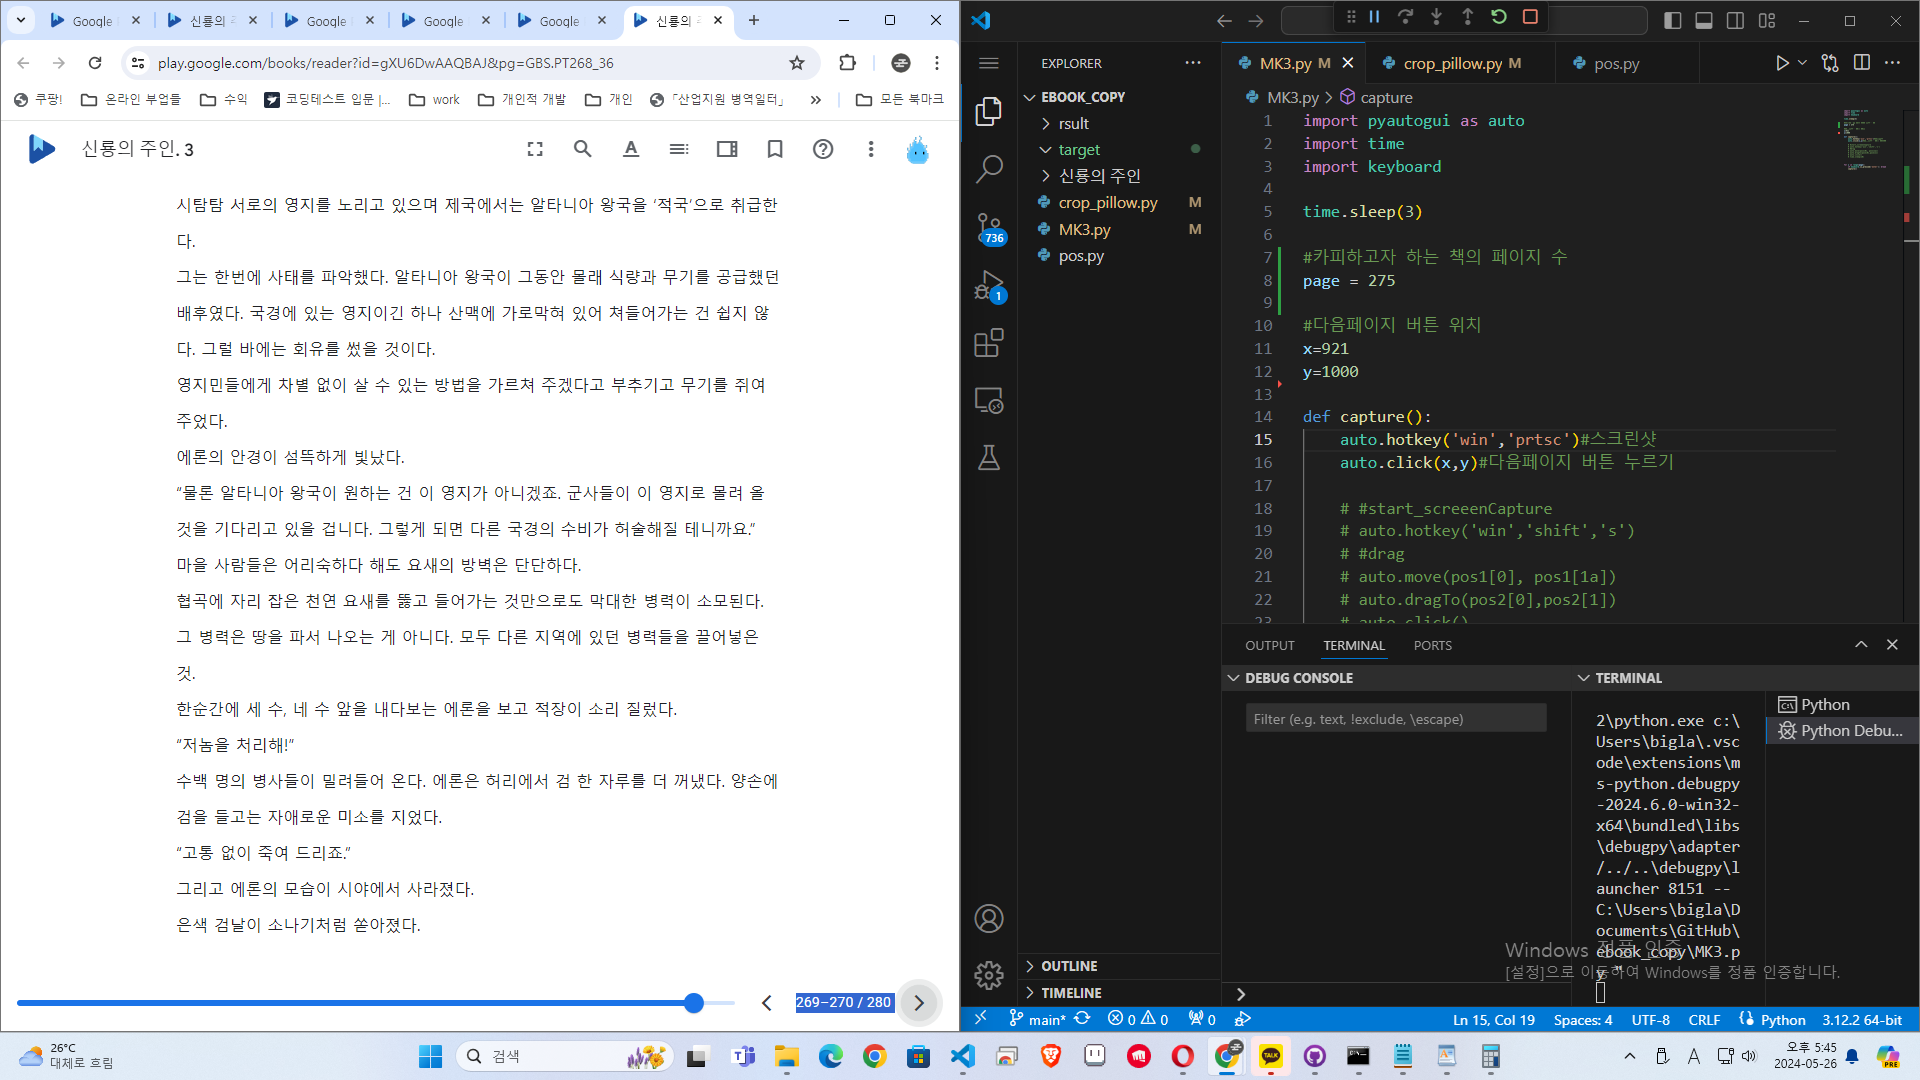 Google
신룡의 주
Google
Google
Google
신룡의 주
play.google.com/books/reader?id=gXU6DwAAQBAJ&pg=GBS.PT268_36
쿠팡!
온라인 부업들
수익
코딩테스트 입문 |...
work
개인적 개발
개인
「산업지원 병역일터」
»
모든 북마크
신룡의 주인. 3
시탐탐 서로의 영지를 노리고 있으며 제국에서는 알타니아 왕국을 ‘적국’으로 취급한
다.
그는 한번에 사태를 파악했다. 알타니아 왕국이 그동안 몰래 식량과 무기를 공급했던
배후였다. 국경에 있는 영지이긴 하나 산맥에 가로막혀 있어 쳐들어가는 건 쉽지 않
다. 그럴 바에는 회유를 썼을 것이다.
영지민들에게 차별 없이 살 수 있는 방법을 가르쳐 주겠다고 부추기고 무기를 쥐여
주었다.
에론의 안경이 섬뜩하게 빛났다.
“물론 알타니아 왕국이 원하는 건 이 영지가 아니겠죠. 군사들이 이 영지로 몰려 올
것을 기다리고 있을 겁니다. 그렇게 되면 다른 국경의 수비가 허술해질 테니까요.”
마을 사람들은 어리숙하다 해도 요새의 방벽은 단단하다.
협곡에 자리 잡은 천연 요새를 뚫고 들어가는 것만으로도 막대한 병력이 소모된다.
그 병력은 땅을 파서 나오는 게 아니다. 모두 다른 지역에 있던 병력들을 끌어넣은
것.
한순간에 세 수, 네 수 앞을 내다보는 에론을 보고 적장이 소리 질렀다.
“저놈을 처리해!”
수백 명의 병사들이 밀려들어 온다. 에론은 허리에서 검 한 자루를 더 꺼냈다. 양손에
검을 들고는 자애로운 미소를 지었다.
“고통 없이 죽여 드리죠.”
그리고 에론의 모습이 시야에서 사라졌다.
은색 검날이 소나기처럼 쏟아졌다.
269–270 / 280
EXPLORER
EBOOK_COPY
rsult
target
신룡의 주인
crop_pillow.py M
MK3.py M
pos.py
736
1
OUTLINE
TIMELINE
MK3.py M
crop_pillow.py M
pos.py
MK3.py > capture
1 import pyautogui as auto
2 import time
3 import keyboard
4
5 time.sleep(3)
6
7 #카피하고자 하는 책의 페이지 수
8 page = 275
9
10 #다음페이지 버튼 위치
11 x=921
12 y=1000
13
14 def capture():
15 auto.hotkey('win','prtsc')#스크린샷
16 auto.click(x,y)#다음페이지 버튼 누르기
17
18 # #start_screeenCapture
19 # auto.hotkey('win','shift','s')
20 # #drag
21 # auto.move(pos1[0], pos1[1a])
22 # auto.dragTo(pos2[0],pos2[1])
23 # auto.click()
OUTPUT
TERMINAL
PORTS
DEBUG CONSOLE
Filter (e.g. text, !exclude, \escape)
TERMINAL
2\python.exe c:\
Users\bigla\.vsc
ode\extensions\m
s-python.debugpy
-2024.6.0-win32-
x64\bundled\libs
\debugpy\adapter
/../..\debugpy\l
auncher 8151 --
C:\Users\bigla\D
ocuments\GitHub\
ebook_copy\MK3.p
y "
Python
Python Debu...
Windows 정품 인증
[설정]으로 이동하여 Windows를 정품 인증합니다.
main*
0
0
0
Ln 15, Col 19
Spaces: 4
UTF-8
CRLF
Python
3.12.2 64-bit
26°C
대체로 흐림
검색
TALK
A
오후 5:45
2024-05-26
PRE